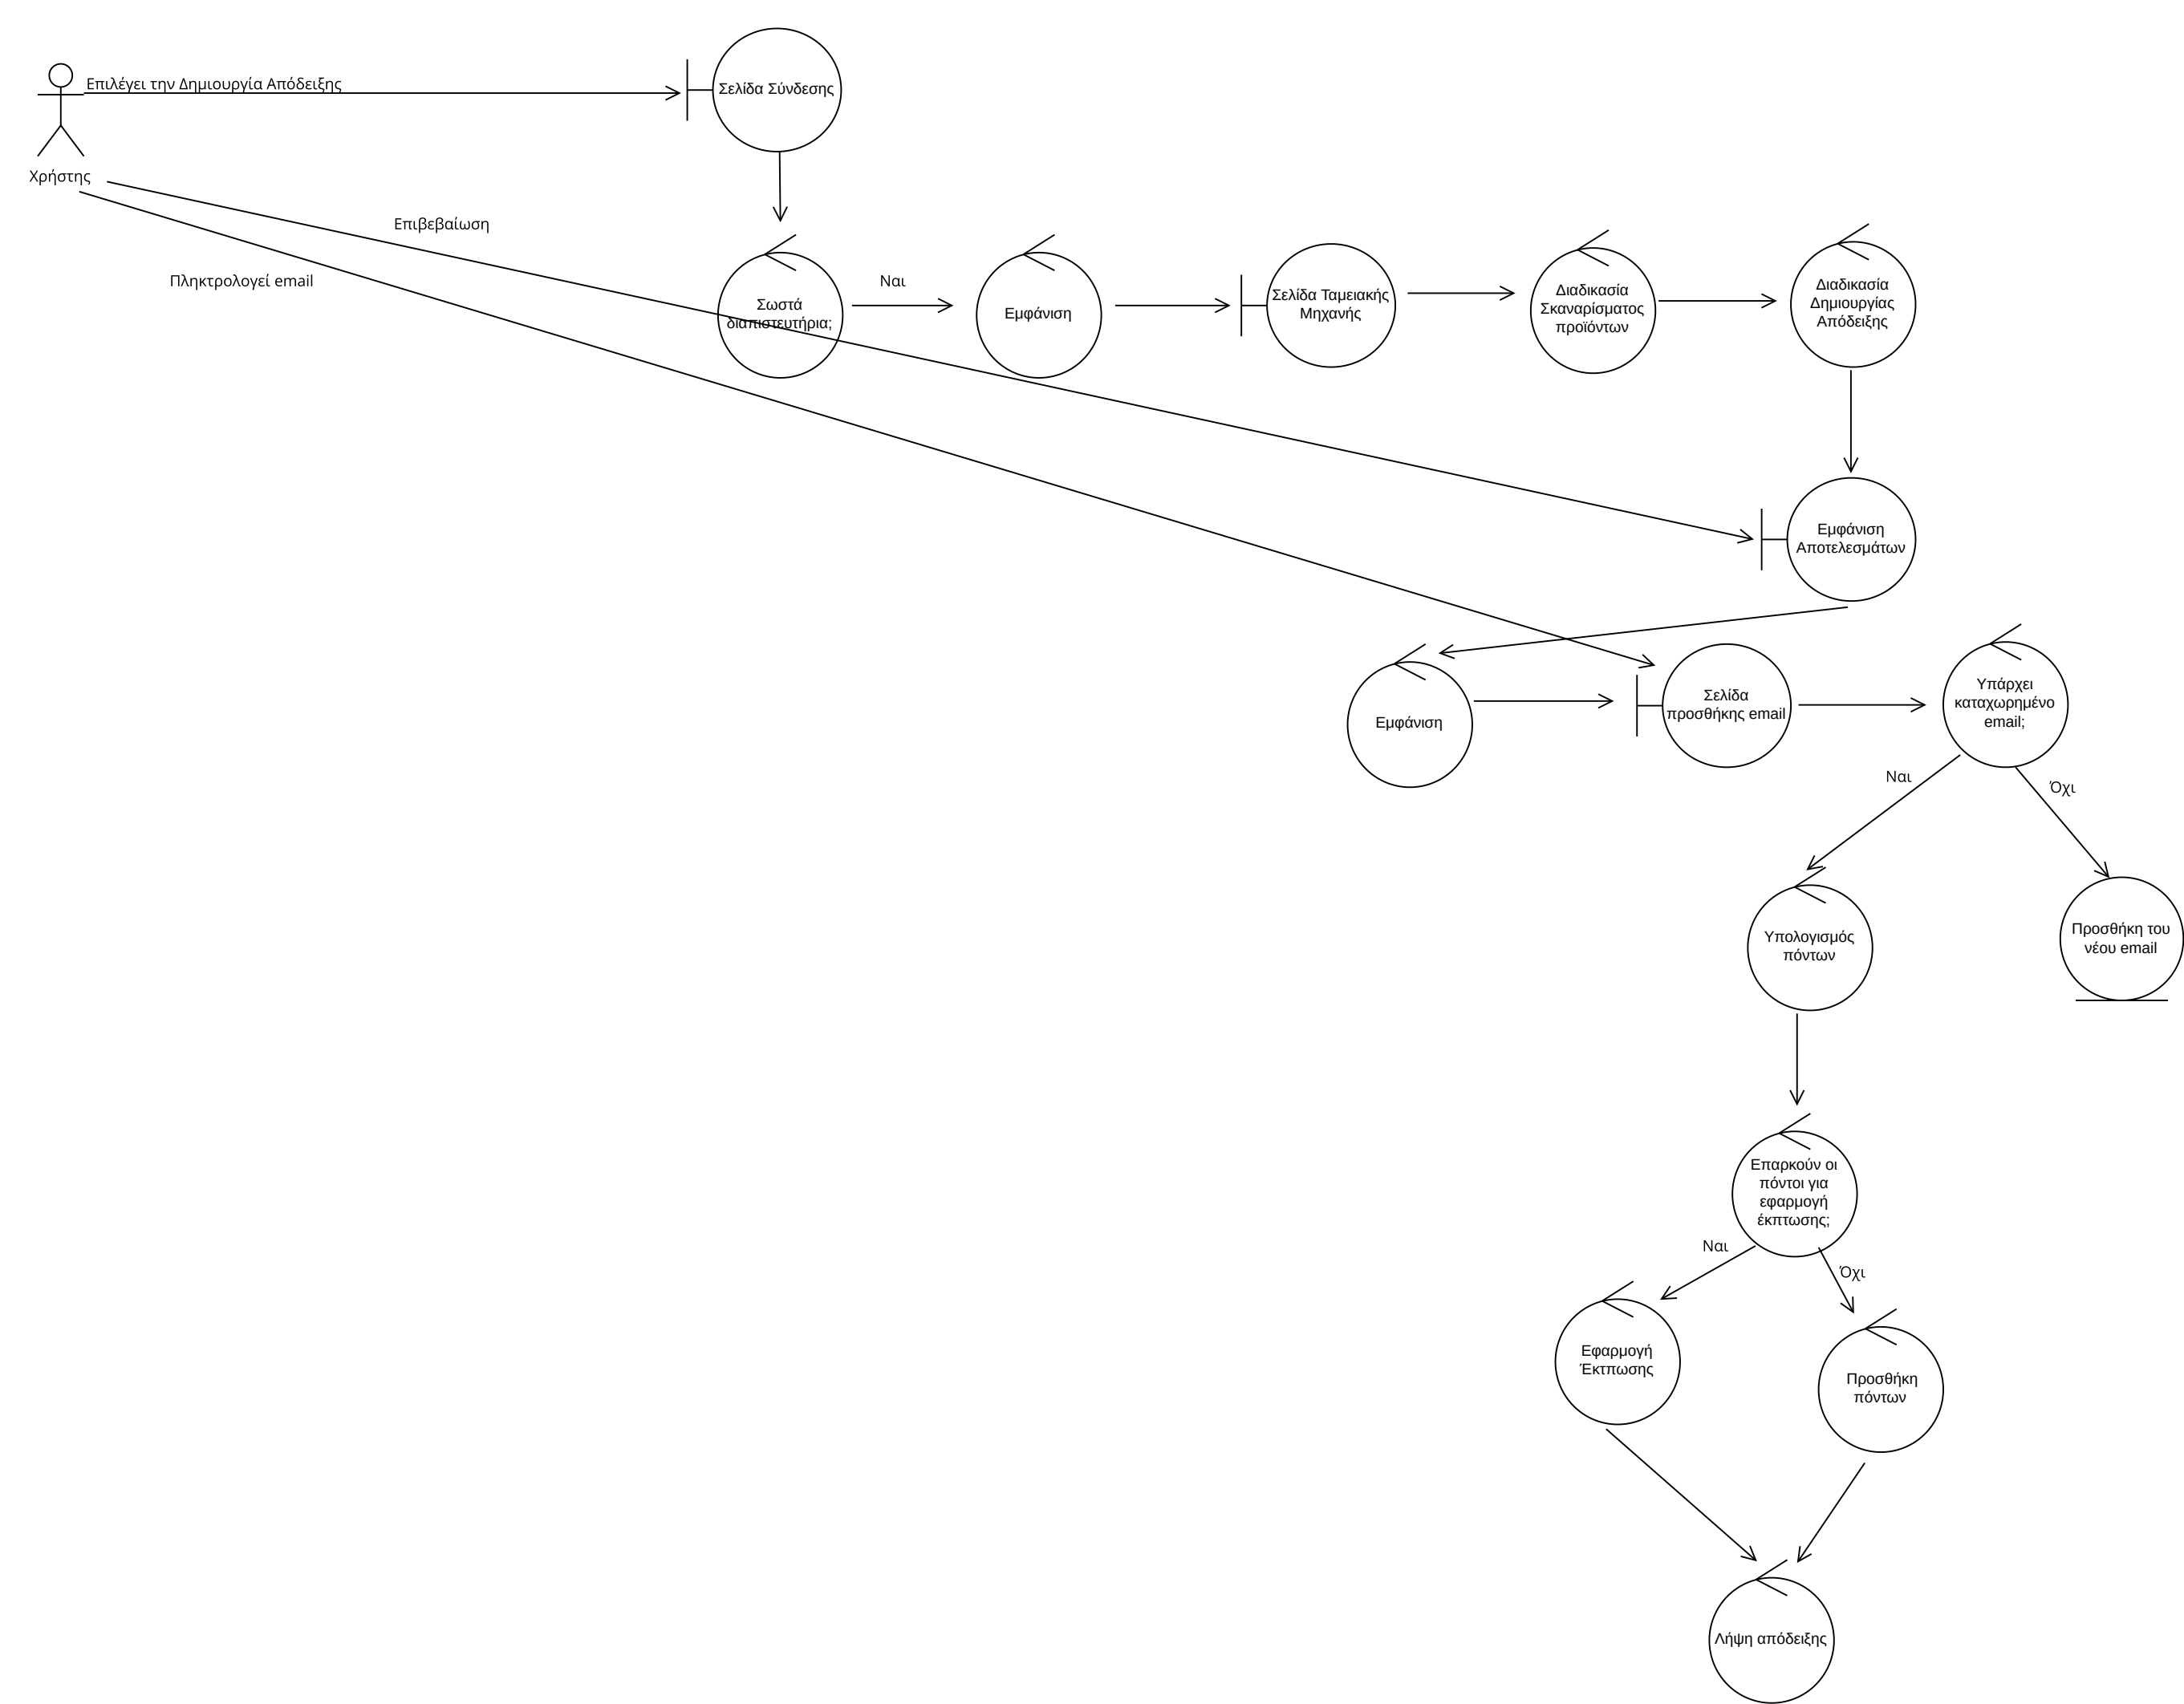 Επιλέγει την Δημιουργία Απόδειξης
Σελίδα Σύνδεσης
Χρήστης
Επιβεβαίωση
Πληκτρολογεί email
Σωστά
διαπιστευτήρια;
Ναι
Εμφάνιση
Σελίδα Ταμειακής
Μηχανής
Διαδικασία
Σκαναρίσματος
προϊόντων
Διαδικασία
Δημιουργίας
Απόδειξης
Εμφάνιση
Αποτελεσμάτων
Εμφάνιση
Σελίδα
προσθήκης email
Υπάρχει
καταχωρημένο
email;
Ναι
Όχι
Υπολογισμός
πόντων
Προσθήκη του
νέου email
Επαρκούν οι
πόντοι για
εφαρμογή
έκπτωσης;
Ναι
Όχι
Εφαρμογή
Έκτπωσης
Προσθήκη
πόντων
Λήψη απόδειξης